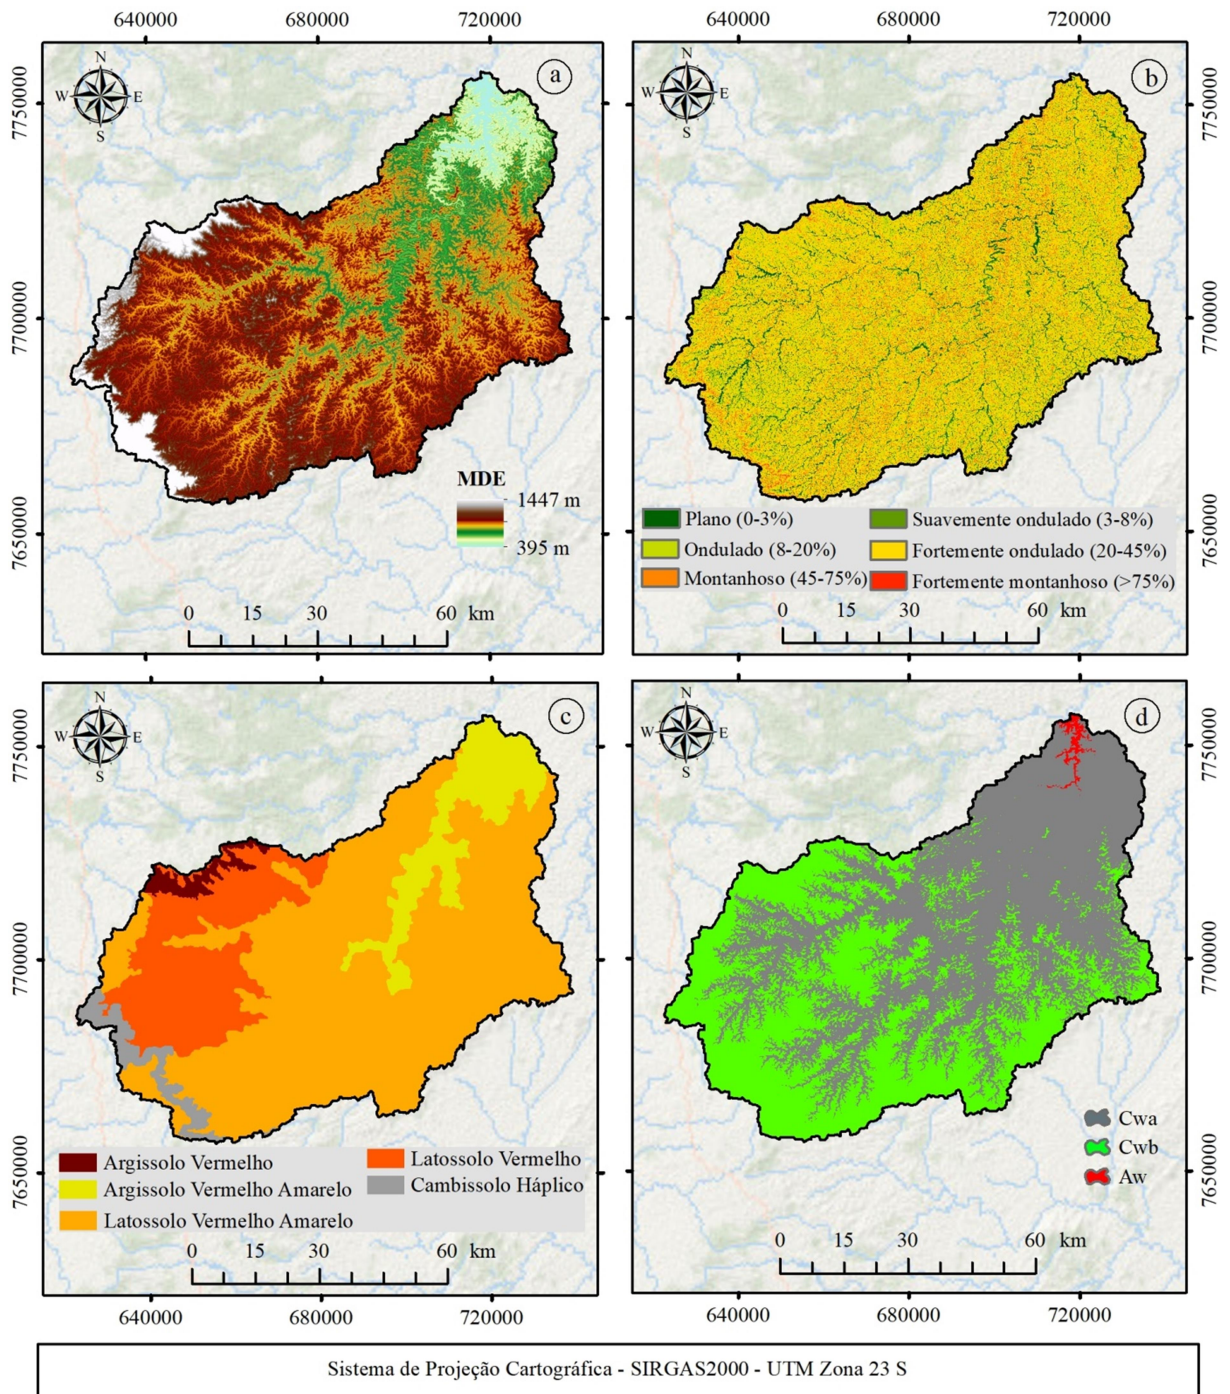 640000 680000 720000
640000 680000 720000
7750000
7700000
7650000
N
W E
S
a
MDE
1447 m
395 m
0 15 30 60 km
N
W E
S
b
Plano (0-3%)
Suavemente ondulado (3-8%)
Ondulado (8-20%)
Fortemente ondulado (20-45%)
Montanhoso (45-75%)
Fortemente montanhoso (>75%)
0 15 30 60 km
7750000
7700000
7650000
7750000
7700000
7650000
N
W E
S
c
Argissolo Vermelho
Latossolo Vermelho
Argissolo Vermelho Amarelo
Cambissolo Háplico
Latossolo Vermelho Amarelo
0 15 30 60 km
N
W E
S
d
Cwa
Cwb
Aw
0 15 30 60 km
7750000
7700000
7650000
640000 680000 720000
640000 680000 720000
Sistema de Projeção Cartográfica - SIRGAS2000 - UTM Zona 23 S